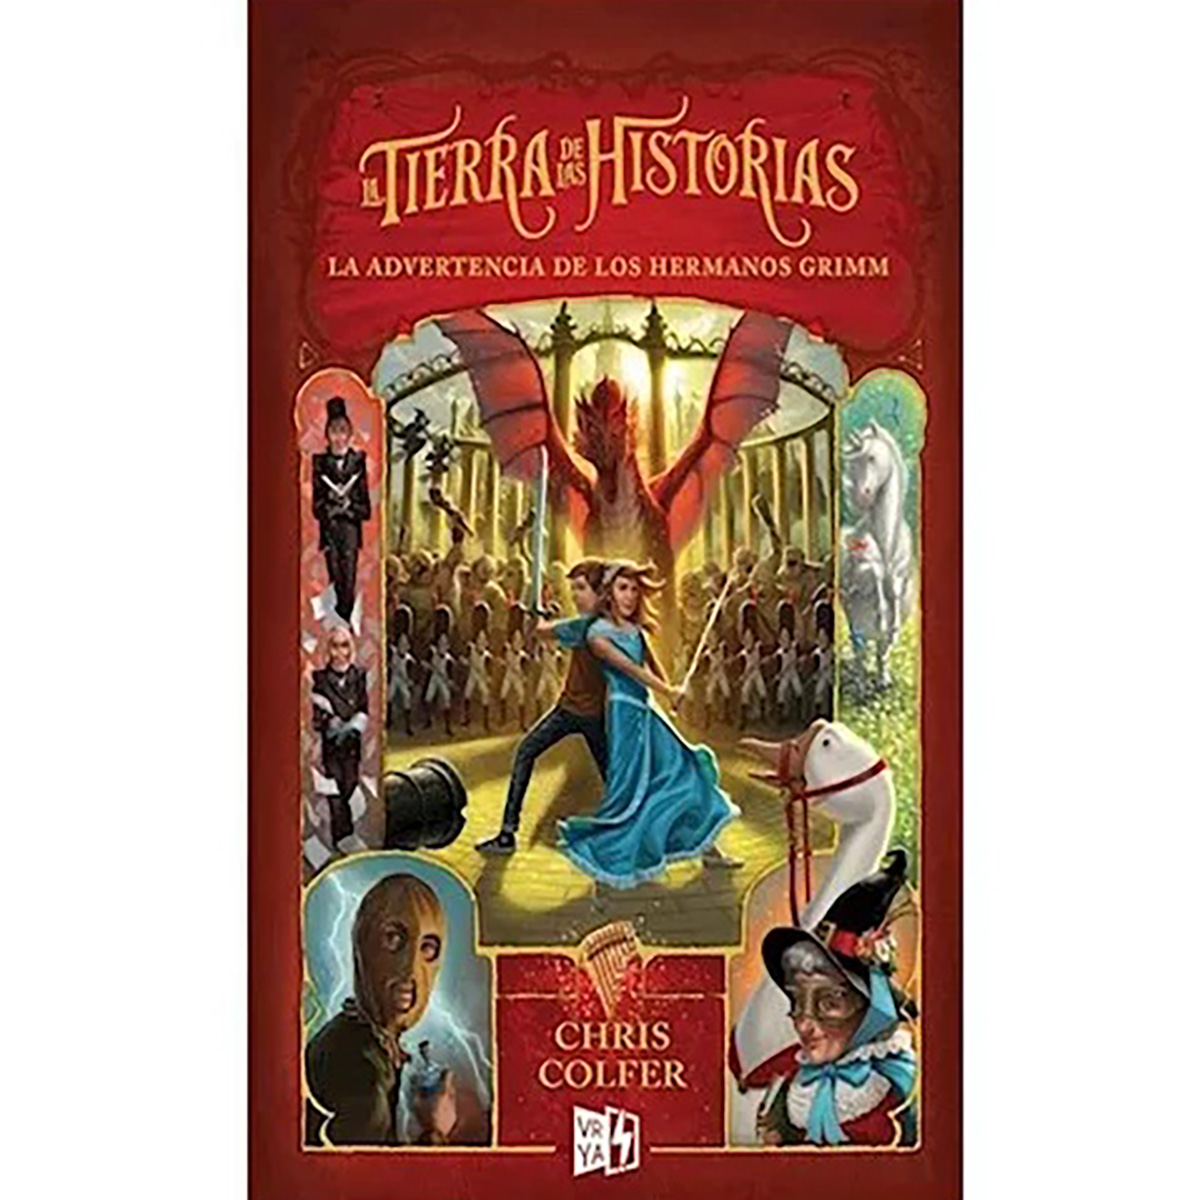 LA TIERRA DE LAS HISTORIAS
LA ADVERTENCIA DE LOS HERMANOS GRIMM
CHRIS
COLFER
VR
YA